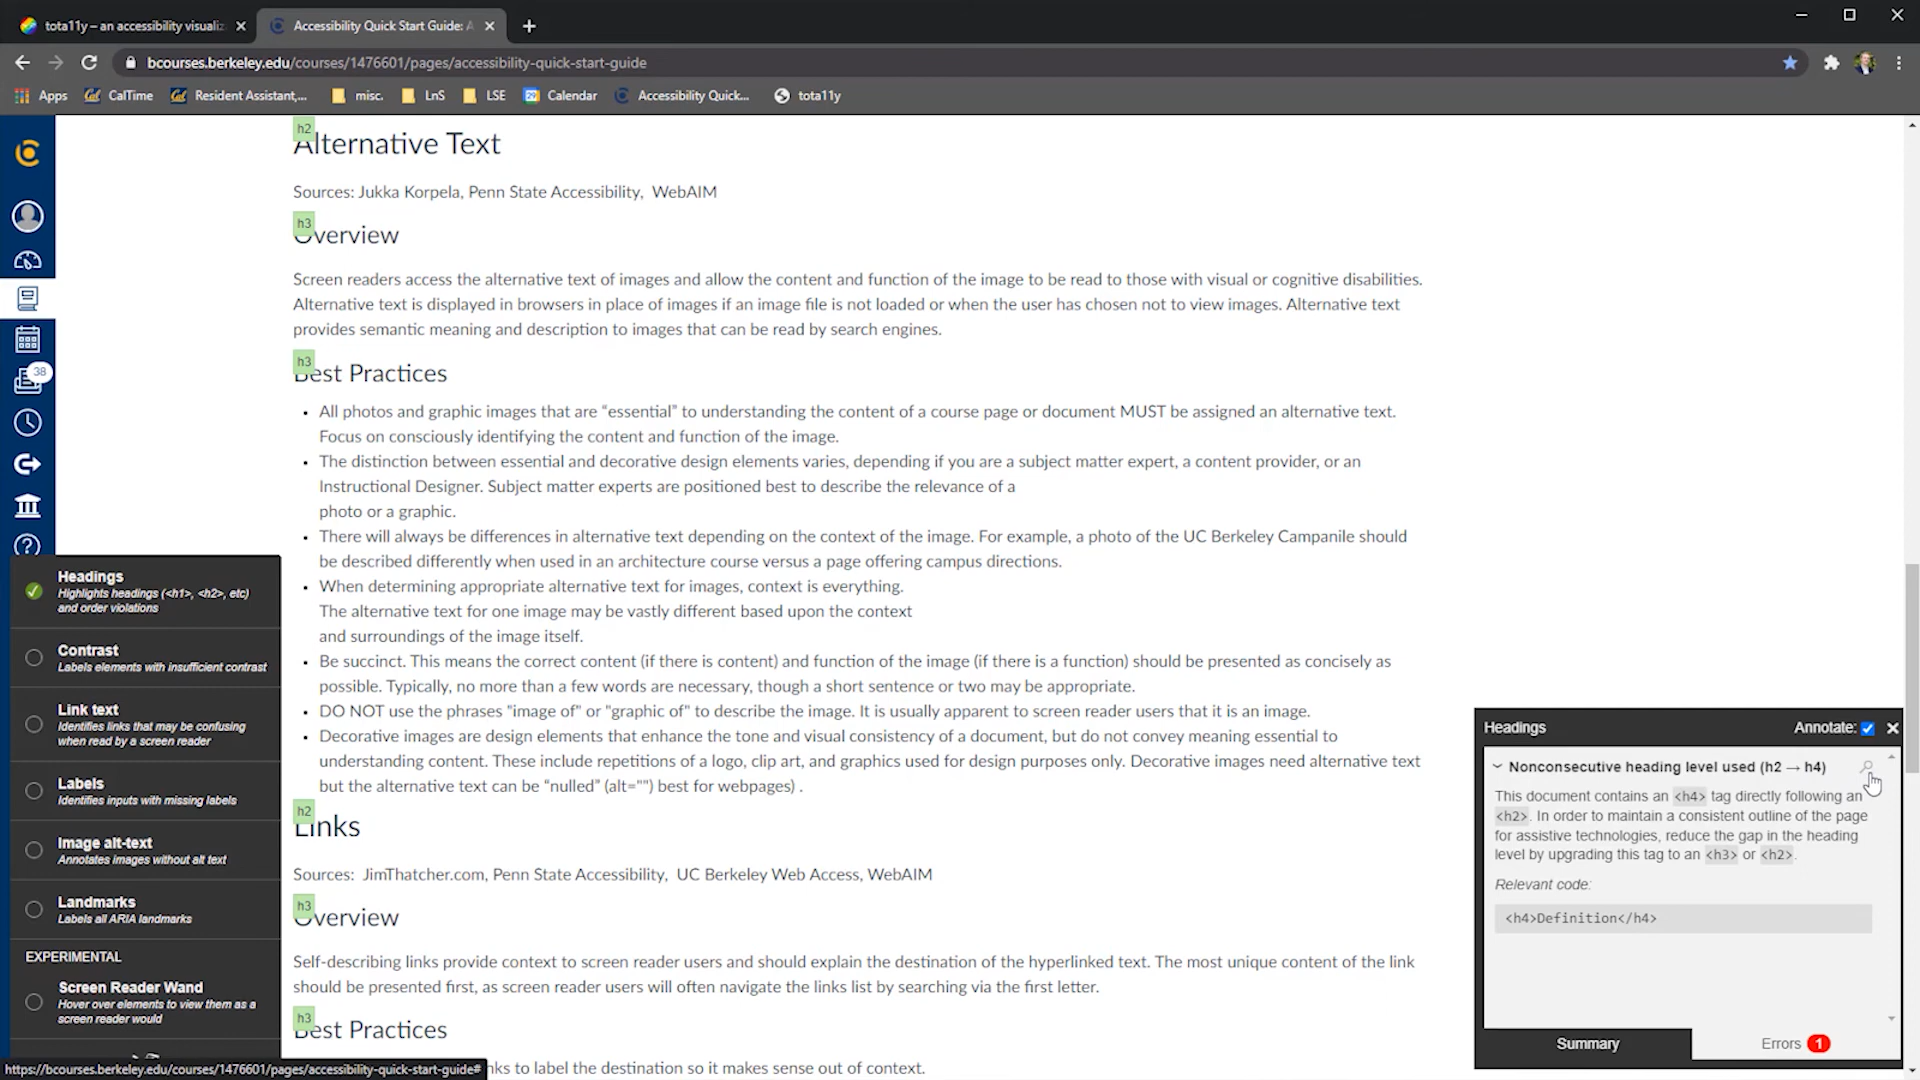 tota11y – an accessibility visualiz
Accessibility Quick Start Guide: A
bcourses.berkeley.edu/courses/1476601/pages/accessibility-quick-start-guide
Apps
CalTime
Resident Assistant,...
misc.
LnS
LSE
Calendar
Accessibility Quick...
tota11y
h2
Alternative Text
Sources: Jukka Korpela, Penn State Accessibility,  WebAIM
h3
Overview
Screen readers access the alternative text of images and allow the content and function of the image to be read to those with visual or cognitive disabilities.
Alternative text is displayed in browsers in place of images if an image file is not loaded or when the user has chosen not to view images. Alternative text
provides semantic meaning and description to images that can be read by search engines.
h3
Best Practices
• All photos and graphic images that are “essential” to understanding the content of a course page or document MUST be assigned an alternative text.
Focus on consciously identifying the content and function of the image.
• The distinction between essential and decorative design elements varies, depending if you are a subject matter expert, a content provider, or an
Instructional Designer. Subject matter experts are positioned best to describe the relevance of a
photo or a graphic.
• There will always be differences in alternative text depending on the context of the image. For example, a photo of the UC Berkeley Campanile should
be described differently when used in an architecture course versus a page offering campus directions.
• When determining appropriate alternative text for images, context is everything.
The alternative text for one image may be vastly different based upon the context
and surroundings of the image itself.
• Be succinct. This means the correct content (if there is content) and function of the image (if there is a function) should be presented as concisely as
possible. Typically, no more than a few words are necessary, though a short sentence or two may be appropriate.
• DO NOT use the phrases “image of” or "graphic of” to describe the image. It is usually apparent to screen reader users that it is an image.
• Decorative images are design elements that enhance the tone and visual consistency of a document, but do not convey meaning essential to
understanding content. These include repetitions of a logo, clip art, and graphics used for design purposes only. Decorative images need alternative text
but the alternative text can be “nulled” (alt="") best for webpages) .
h2
Links
Sources:  JimThatcher.com, Penn State Accessibility,  UC Berkeley Web Access, WebAIM
h3
Overview
Self-describing links provide context to screen reader users and should explain the destination of the hyperlinked text. The most unique content of the link
should be presented first, as screen reader users will often navigate the links list by searching via the first letter.
h3
Best Practices
nks to label the destination so it makes sense out of context.
38
Headings
Highlights headings (<h1>, <h2>, etc)
and order violations
Contrast
Labels elements with insufficient contrast
Link text
Identifies links that may be confusing
when read by a screen reader
Labels
Identifies inputs with missing labels
Image alt-text
Annotates images without alt text
Landmarks
Labels all ARIA landmarks
EXPERIMENTAL
Screen Reader Wand
Hover over elements to view them as a
screen reader would
https://bcourses.berkeley.edu/courses/1476601/pages/accessibility-quick-start-guide#
Headings
Annotate:
Nonconsecutive heading level used (h2 → h4)
This document contains an <h4> tag directly following an
<h2>. In order to maintain a consistent outline of the page
for assistive technologies, reduce the gap in the heading
level by upgrading this tag to an <h3> or <h2>.
Relevant code:
<h4>Definition</h4>
Summary
Errors 1